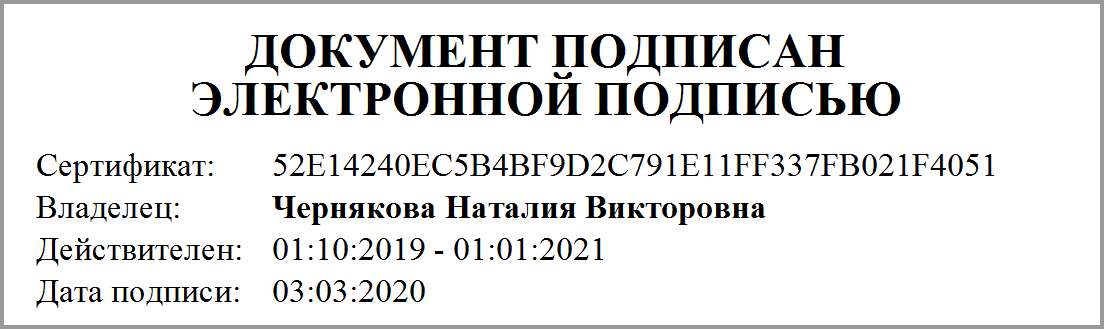 ДОКУМЕНТ ПОДПИСАН
ЭЛЕКТРОННОЙ ПОДПИСЬЮ
Сертификат: 52E14240EC5B4BF9D2C791E11FF337FB021F4051
Владелец: Чернякова Наталия Викторовна
Действителен: 01:10:2019 - 01:01:2021
Дата подписи: 03:03:2020